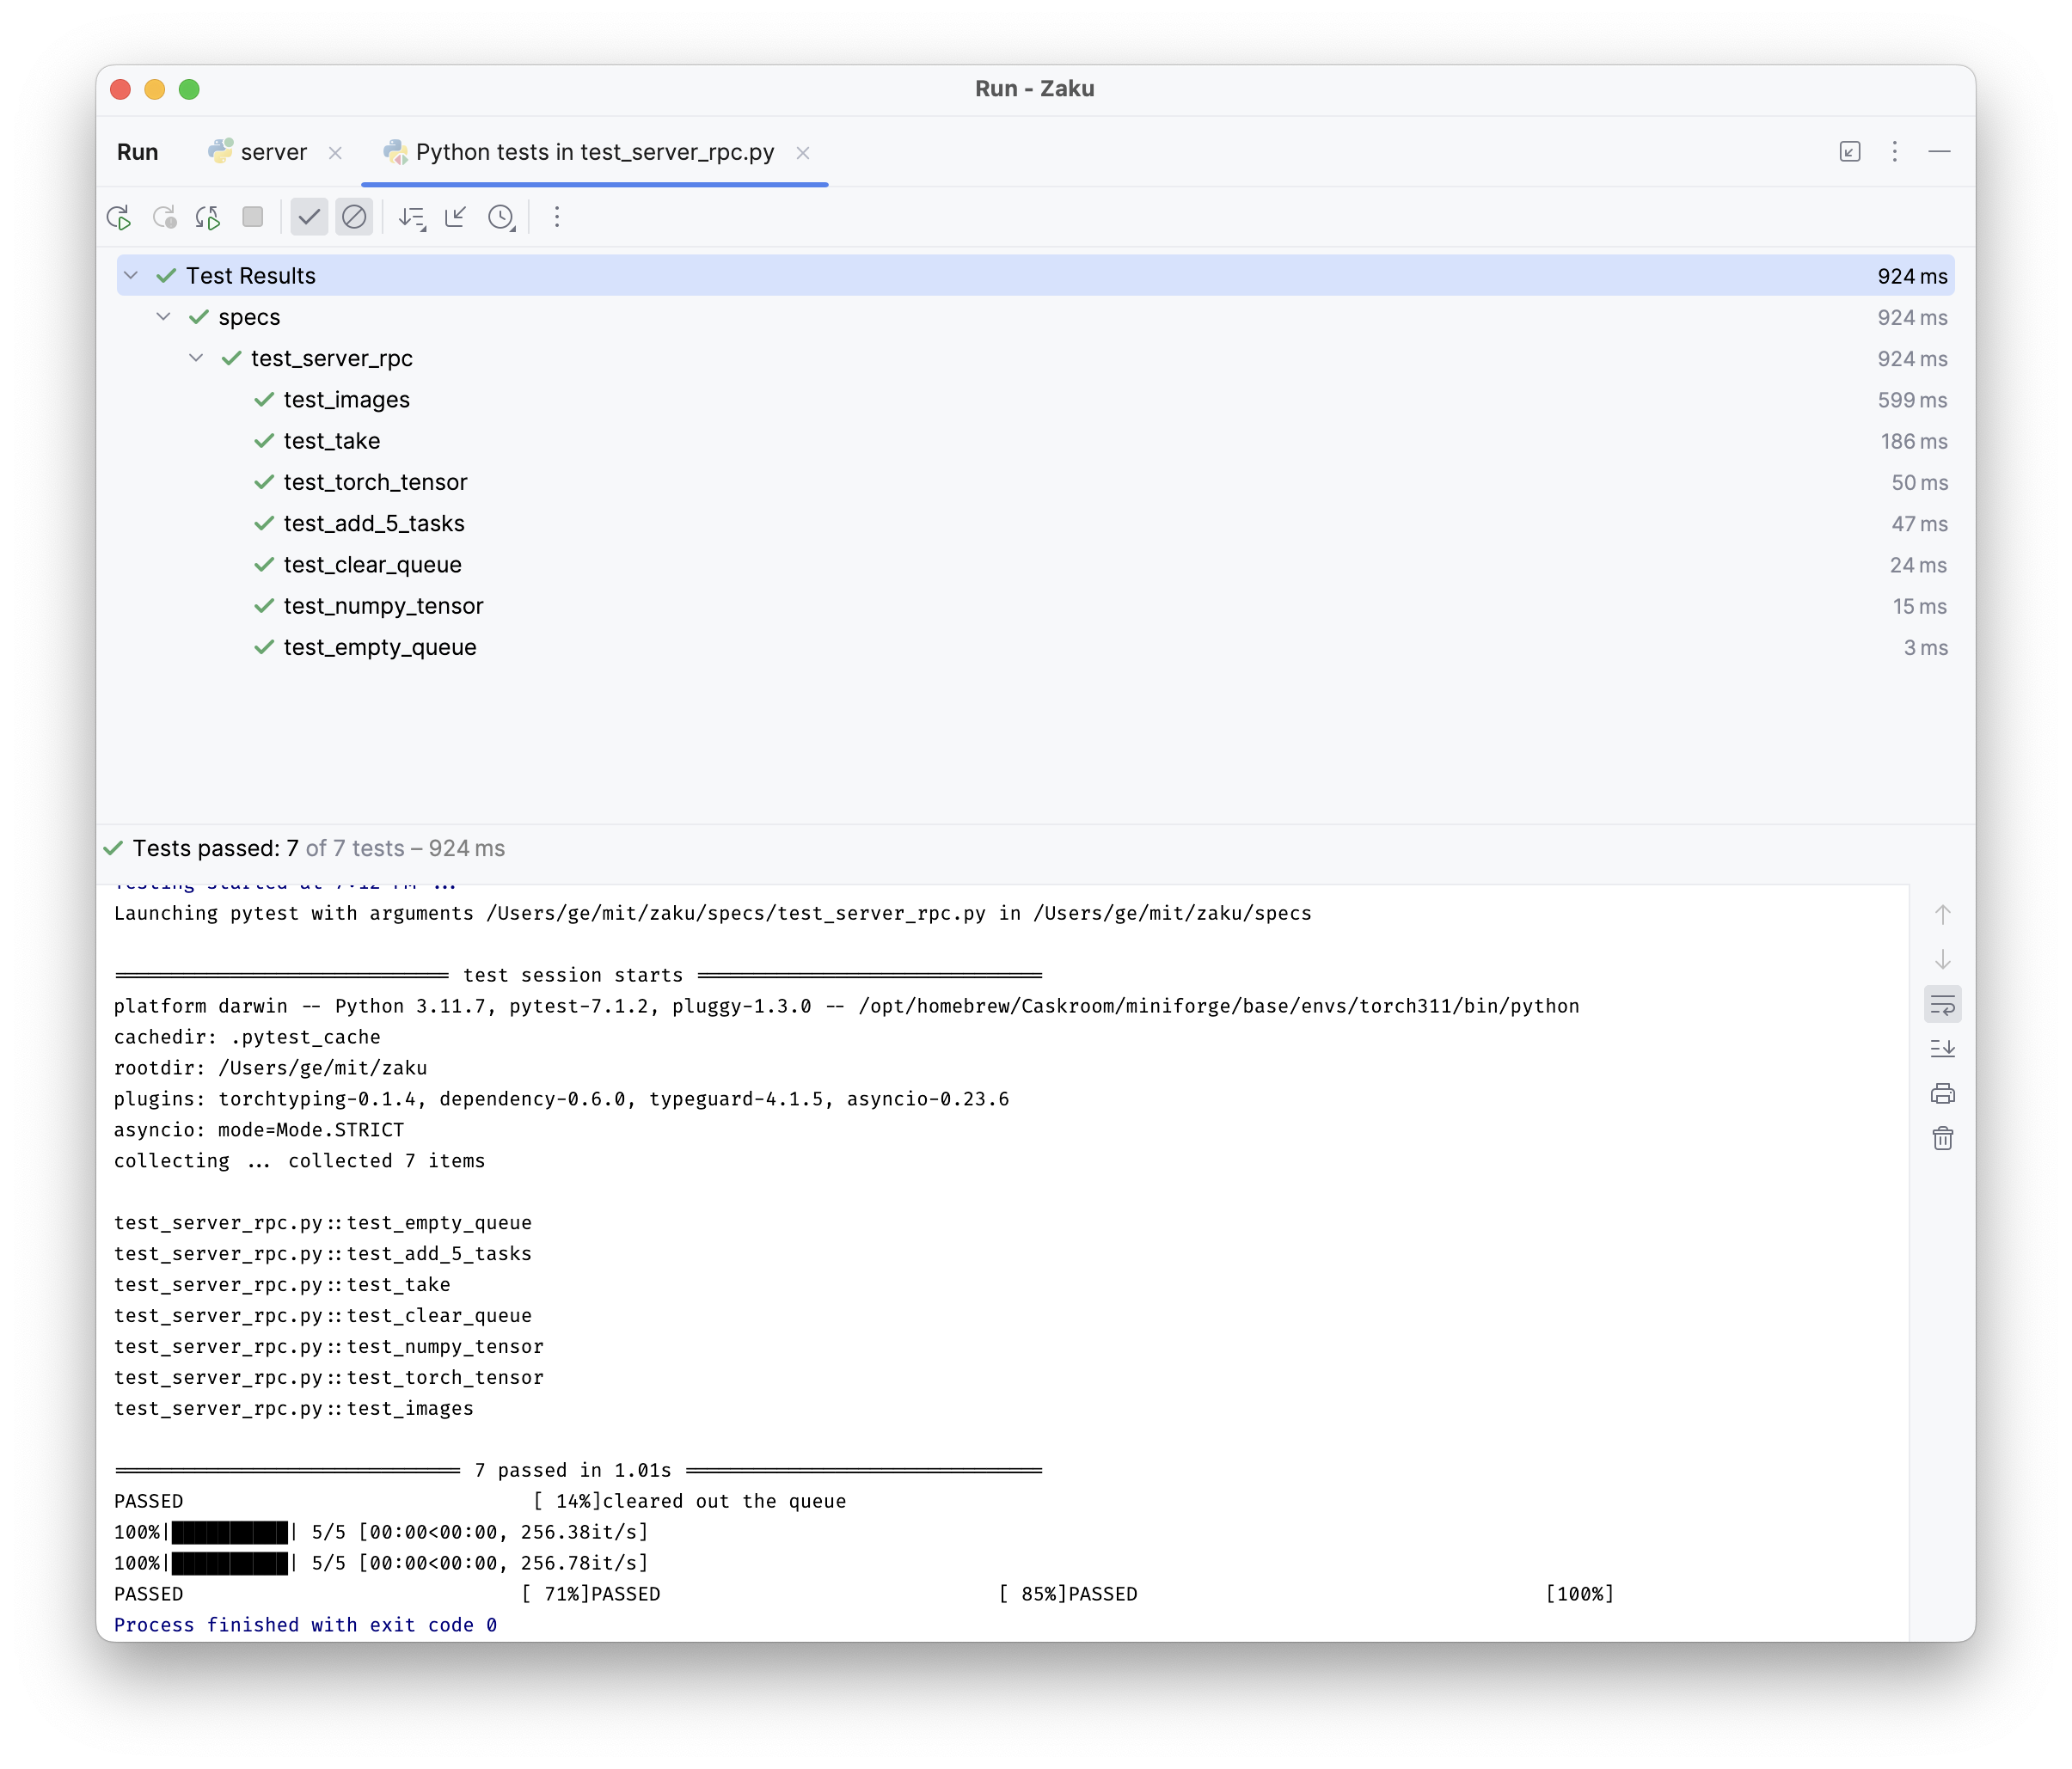 Run - Zaku
Run server Python tests in test_server_rpc.py
Test Results 924 ms
specs 924 ms
test_server_rpc 924 ms
test_images 599 ms
test_take 186 ms
test_torch_tensor 50 ms
test_add_5_tasks 47 ms
test_clear_queue 24 ms
test_numpy_tensor 15 ms
test_empty_queue 3 ms
Tests passed: 7 of 7 tests – 924 ms
Testing started at 7:12 PM ...
Launching pytest with arguments /Users/ge/mit/zaku/specs/test_server_rpc.py in /Users/ge/mit/zaku/specs
============================= test session starts ==============================
platform darwin -- Python 3.11.7, pytest-7.1.2, pluggy-1.3.0 -- /opt/homebrew/Caskroom/miniforge/base/envs/torch311/bin/python
cachedir: .pytest_cache
rootdir: /Users/ge/mit/zaku
plugins: torchtyping-0.1.4, dependency-0.6.0, typeguard-4.1.5, asyncio-0.23.6
asyncio: mode=Mode.STRICT
collecting ... collected 7 items
test_server_rpc.py::test_empty_queue
test_server_rpc.py::test_add_5_tasks
test_server_rpc.py::test_take
test_server_rpc.py::test_clear_queue
test_server_rpc.py::test_numpy_tensor
test_server_rpc.py::test_torch_tensor
test_server_rpc.py::test_images
============================== 7 passed in 1.01s ===============================
PASSED [ 14%]cleared out the queue
100%|██████████| 5/5 [00:00<00:00, 256.38it/s]
100%|██████████| 5/5 [00:00<00:00, 256.78it/s]
PASSED [ 71%]PASSED [ 85%]PASSED [100%]
Process finished with exit code 0